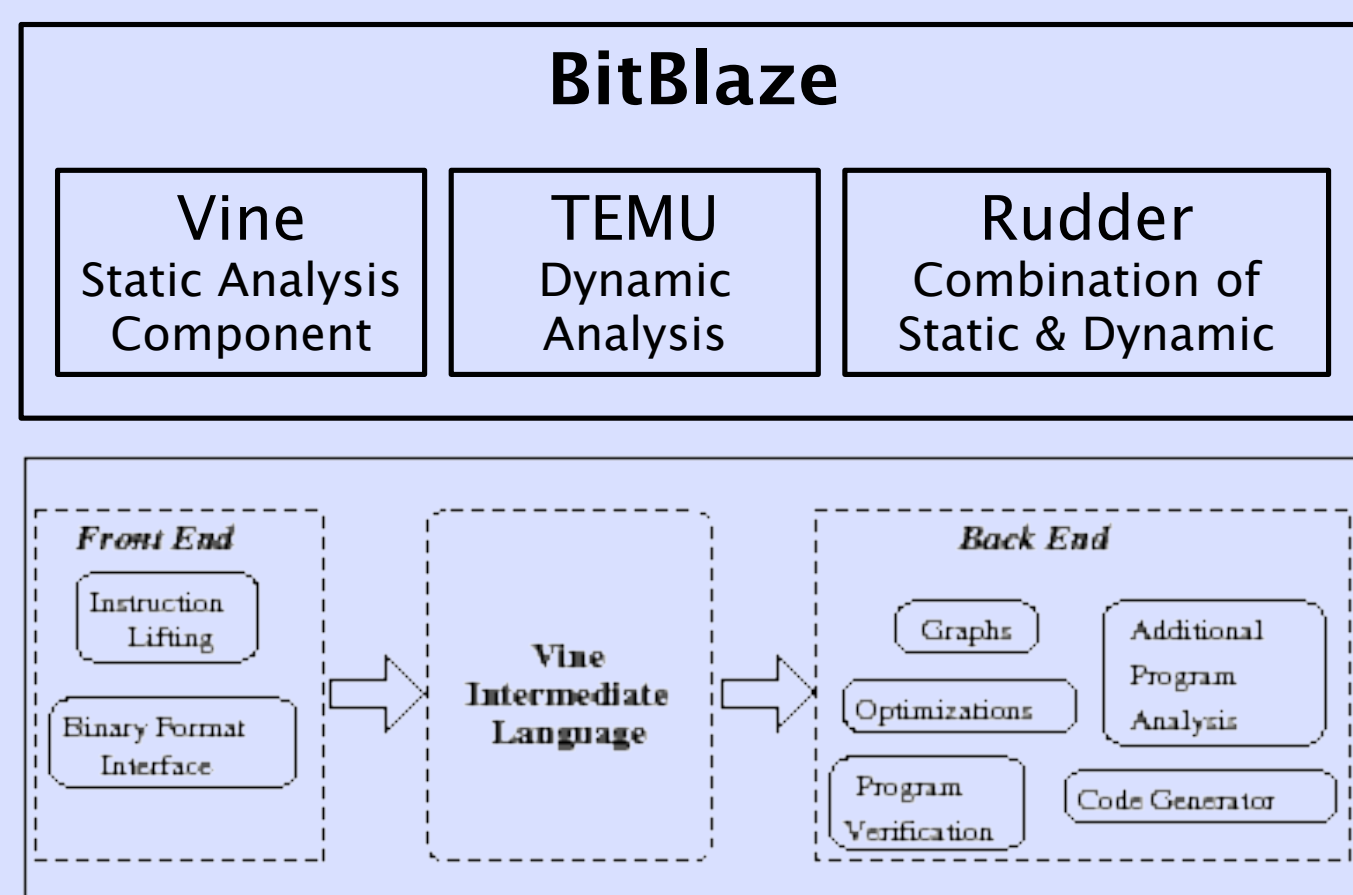 BitBlaze
Vine
Static Analysis
Component
TEMU
Dynamic
Analysis
Rudder
Combination of
Static & Dynamic
Front End
Instruction
Lifting
Binary Format
Interface
Vine
Intermediate
Language
Back End
Graphs
Optimizations
Program
Verification
Additional
Program
Analysis
Code Generator